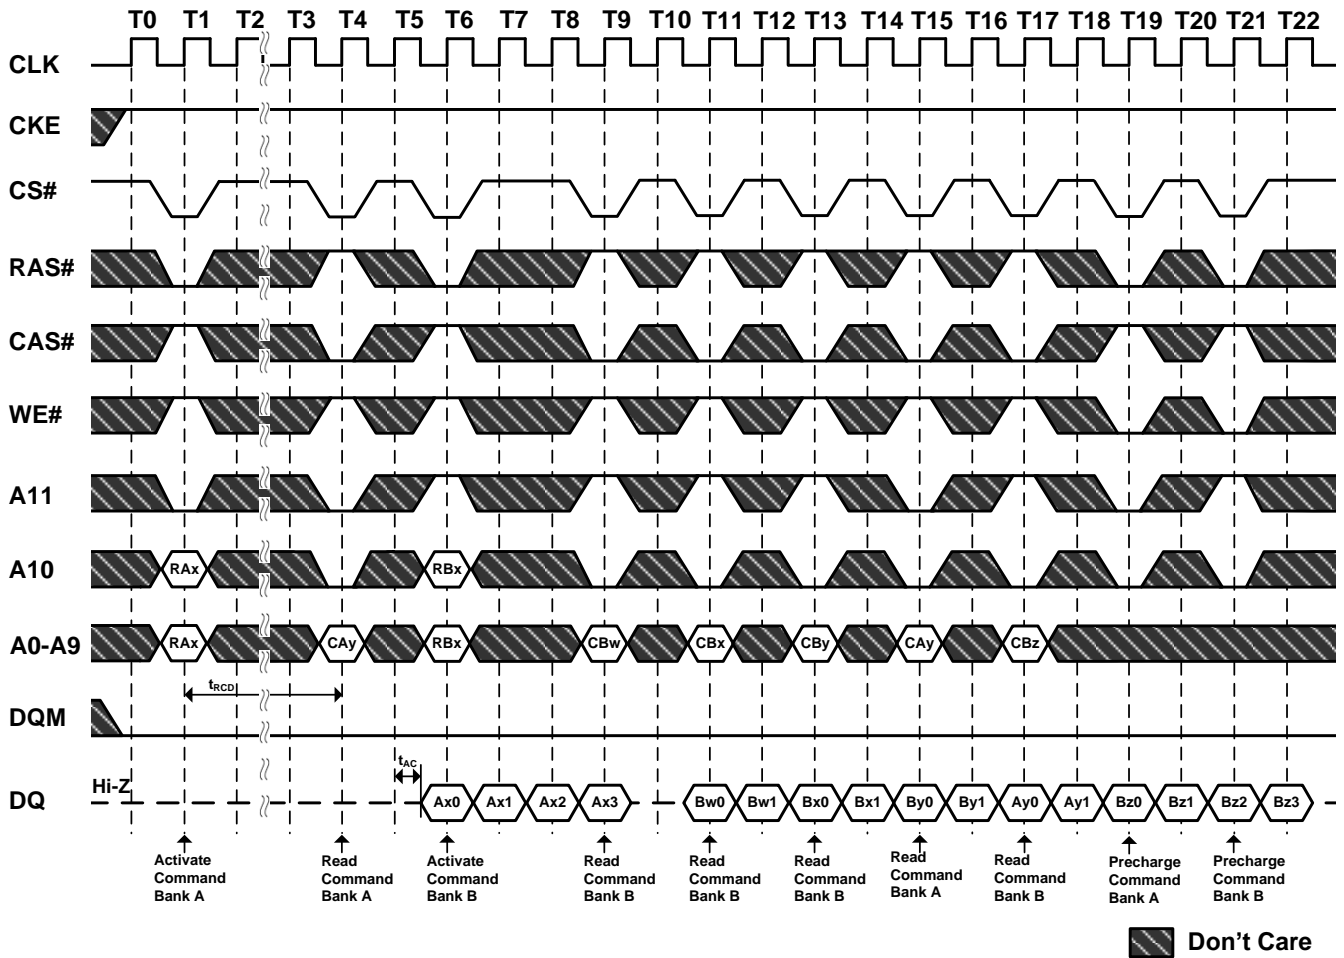 T0 T1 T2 T3 T4 T5 T6 T7 T8 T9 T10 T11 T12 T13 T14 T15 T16 T17 T18 T19 T20 T21 T22
CLK
CKE
CS#
RAS#
CAS#
WE#
A11
A10 RAx RBx
A0-A9 RAx CAy RBx CBw CBx CBy CAy CBz
tRCD
DQM
tAC
Hi-Z
DQ Ax0 Ax1 Ax2 Ax3 Bw0 Bw1 Bx0 Bx1 By0 By1 Ay0 Ay1 Bz0 Bz1 Bz2 Bz3
Activate
Command
Bank A
Read
Command
Bank A
Activate
Command
Bank B
Read
Command
Bank B
Read
Command
Bank B
Read
Command
Bank B
Read
Command
Bank A
Read
Command
Bank B
Precharge
Command
Bank A
Precharge
Command
Bank B
Don't Care